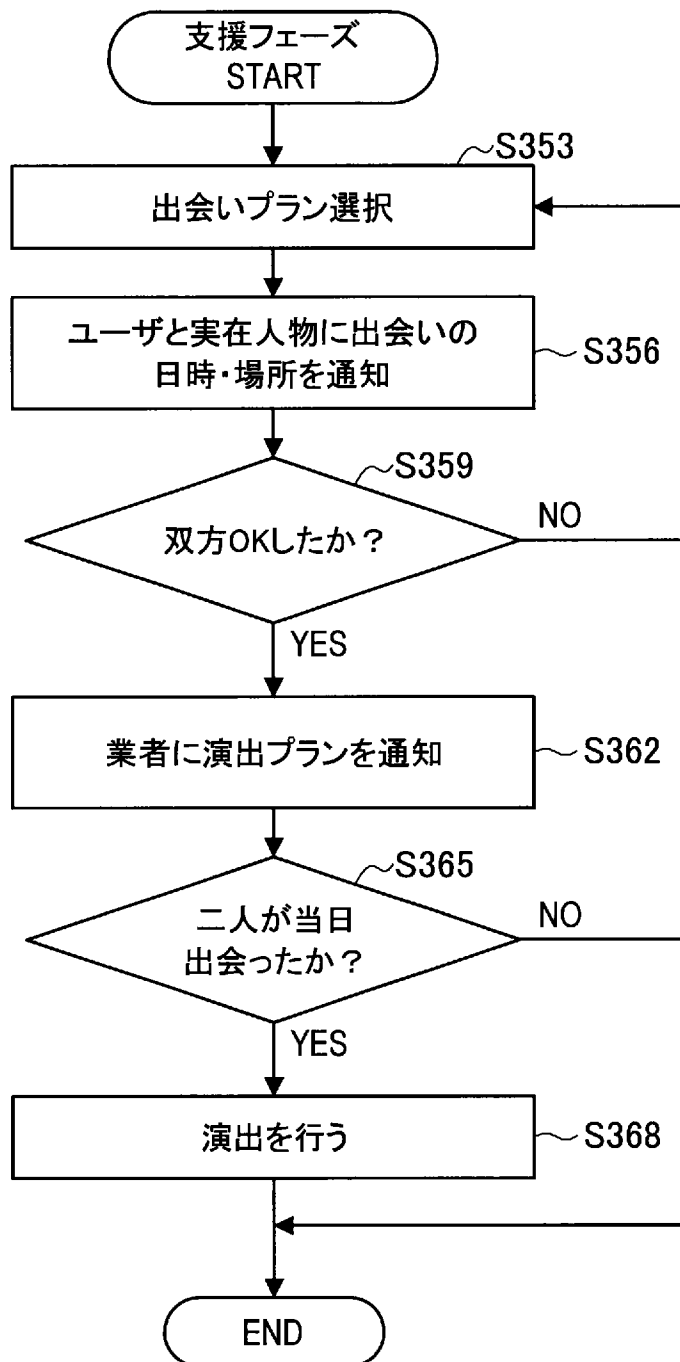 支援フェーズ
START
S353
出会いプラン選択
ユーザと実在人物に出会いの
日時・場所を通知
S356
S359
双方OKしたか？
NO
YES
業者に演出プランを通知
S362
S365
二人が当日
出会ったか？
NO
YES
演出を行う
S368
END